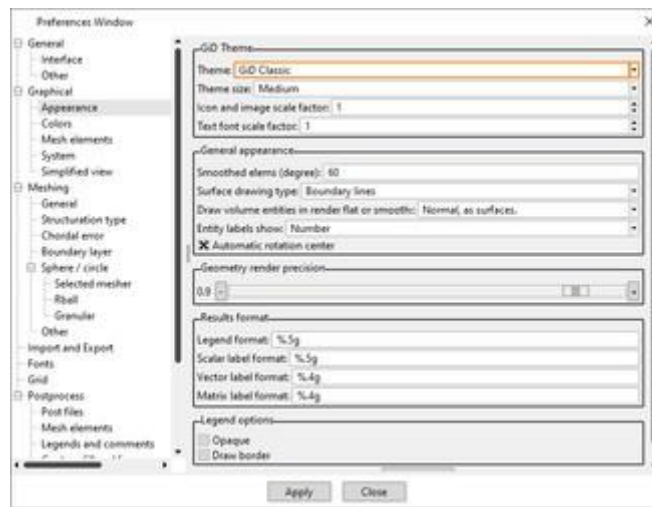 Preferences Window
General
Interface
Other
Graphical
Appearance
Colors
Mesh elements
System
Simplified view
Meshing
General
Structuration type
Chordal error
Boundary layer
Sphere / circle
Selected mesher
Rball
Granular
Other
Import and Export
Fonts
Grid
Postprocess
Post files
Mesh elements
Legends and comments
GiD Theme
Theme: GiD Classic
Theme size: Medium
Icon and image scale factor: 1
Text font scale factor: 1
General appearance
Smoothed elems (degree): 60
Surface drawing type: Boundary lines
Draw volume entities in render flat or smooth: Normal, as surfaces.
Entity labels show: Number
Automatic rotation center
Geometry render precision
0.9
Results format
Legend format: %.5g
Scalar label format: %.5g
Vector label format: %.4g
Matrix label format: %.4g
Legend options
Opaque
Draw border
Apply Close